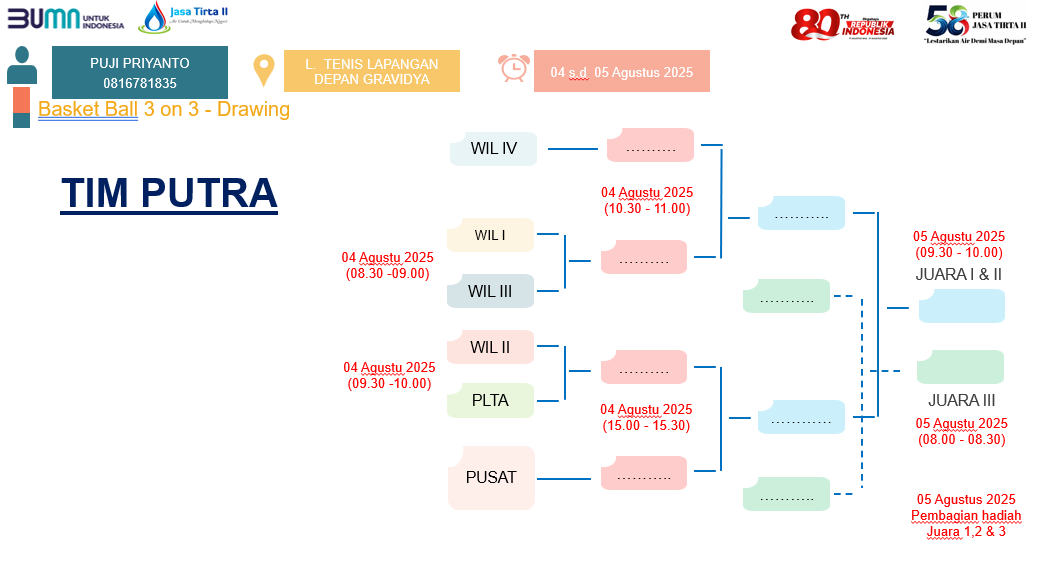 BUMN UNTUK INDONESIA
Jasa Tirta II
Air Untuk Menghidupi Negeri
80TH
REPUBLIK
INDONESIA
58 PERUM
JASA TIRTA II
"Lestarikan Air Demi Masa Depan"
PUJI PRIYANTO
0816781835
L. TENIS LAPANGAN
DEPAN GRAVIDYA
04 s.d. 05 Agustus 2025
Basket Ball 3 on 3 - Drawing
TIM PUTRA
WIL IV
……….
04 Agustu 2025
(10.30 - 11.00)
………..
WIL I
04 Agustu 2025
(08.30 -09.00)
……….
WIL III
………..
05 Agustu 2025
(09.30 - 10.00)
JUARA I & II
WIL II
04 Agustu 2025
(09.30 -10.00)
……….
PLTA
04 Agustu 2025
(15.00 - 15.30)
…………
JUARA III
05 Agustu 2025
(08.00 - 08.30)
PUSAT
………..
………..
05 Agustus 2025
Pembagian hadiah
Juara 1,2 & 3